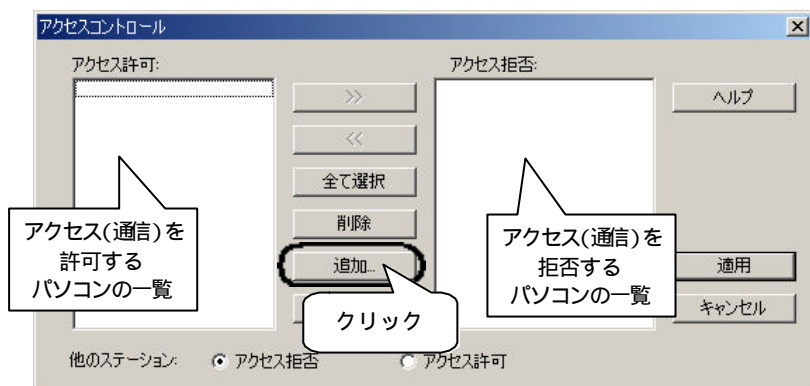 アクセスコントロール
アクセス許可:
アクセス拒否:
>>
ヘルプ
<<
全て選択
削除
アクセス(通信)を
許可する
パソコンの一覧
アクセス(通信)を
拒否する
パソコンの一覧
追加...
適用
クリック
キャンセル
他のステーション:
アクセス拒否
アクセス許可